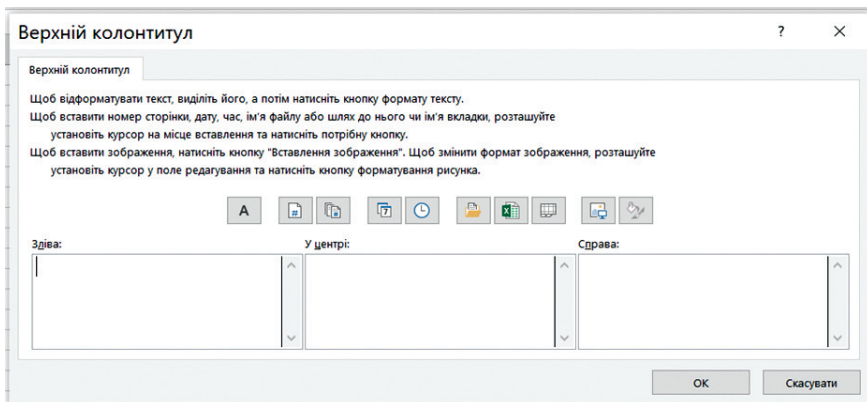 Верхній колонтитул
?
Верхній колонтитул
Щоб відформатувати текст, виділіть його, а потім натисніть кнопку формату тексту.
Щоб вставити номер сторінки, дату, час, ім'я файлу або шлях до нього чи ім'я вкладки, розташуйте
установіть курсор на місце вставлення та натисніть потрібну кнопку.
Щоб вставити зображення, натисніть кнопку "Вставлення зображення". Щоб змінити формат зображення, розташуйте
установіть курсор у поле редагування та натисніть кнопку форматування рисунка.
A # # 7 X
Зліва: У центрі: Справа:
OK Скасувати